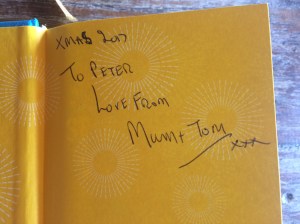 XMAS 2017
TO PETER
LOVE FROM
MUM + TOM
xxx